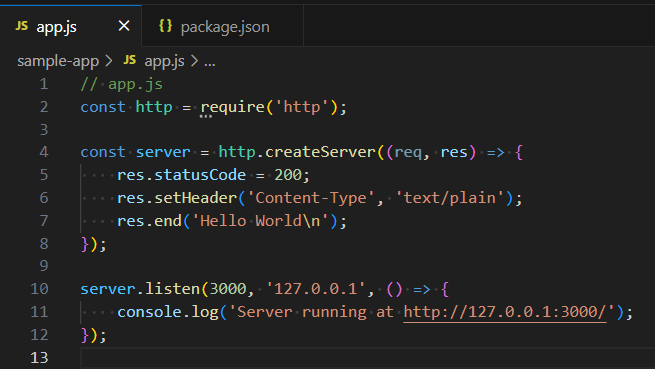 JS app.js × {} package.json
sample-app > JS app.js > ...
1 // app.js
2 const http = require('http');
3
4 const server = http.createServer((req, res) => {
5     res.statusCode = 200;
6     res.setHeader('Content-Type', 'text/plain');
7     res.end('Hello World\n');
8 });
9
10 server.listen(3000, '127.0.0.1', () => {
11     console.log('Server running at http://127.0.0.1:3000/');
12 });
13